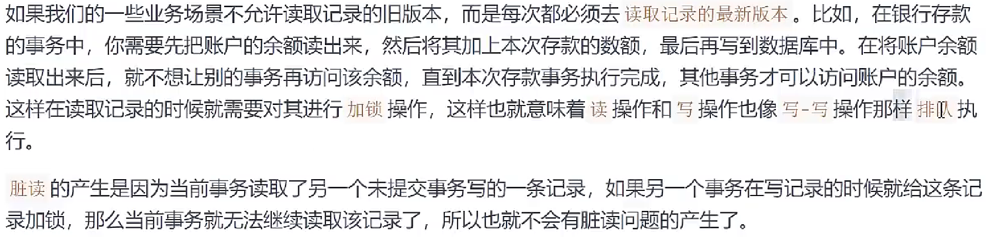 如果我们的一些业务场景不允许读取记录的旧版本，而是每次都必须去 读取记录的最新版本 。比如，在银行存款
的事务中，你需要先把账户的余额读出来，然后将其加上本次存款的数额，最后再写到数据库中。在将账户余额
读取出来后，就不想让别的事务再访问该余额，直到本次存款事务执行完成，其他事务才可以访问账户的余额。
这样在读取记录的时候就需要对其进行 加锁 操作，这样也就意味着 读 操作和 写 操作也像 写-写 操作那样 排队 执
行。
脏读 的产生是因为当前事务读取了另一个未提交事务写的一条记录，如果另一个事务在写记录的时候就给这条记
录加锁，那么当前事务就无法继续读取该记录了，所以也就不会有脏读问题的产生了。